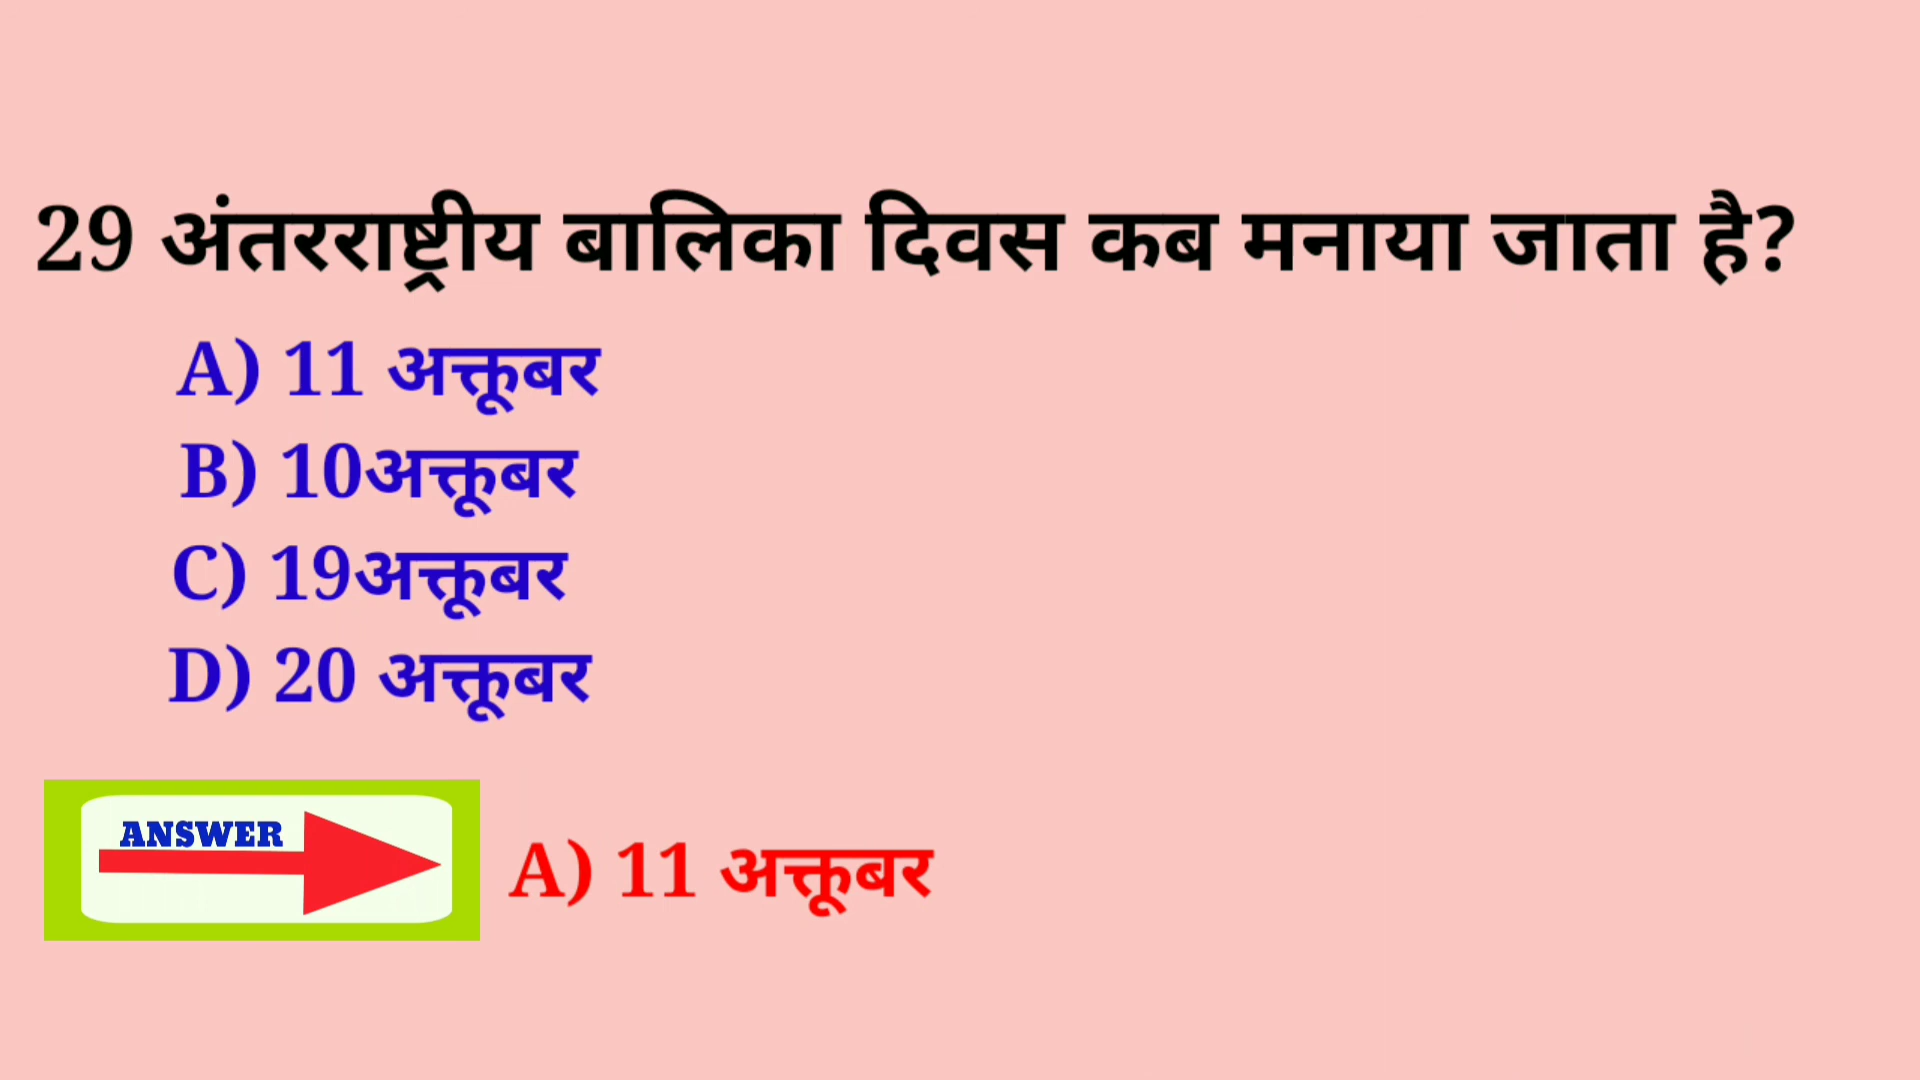 29 अंतरराष्ट्रीय बालिका दिवस कब मनाया जाता है?
A) 11 अक्तूबर
B) 10अक्तूबर
C) 19अक्तूबर
D) 20 अक्तूबर
ANSWER
A) 11 अक्तूबर